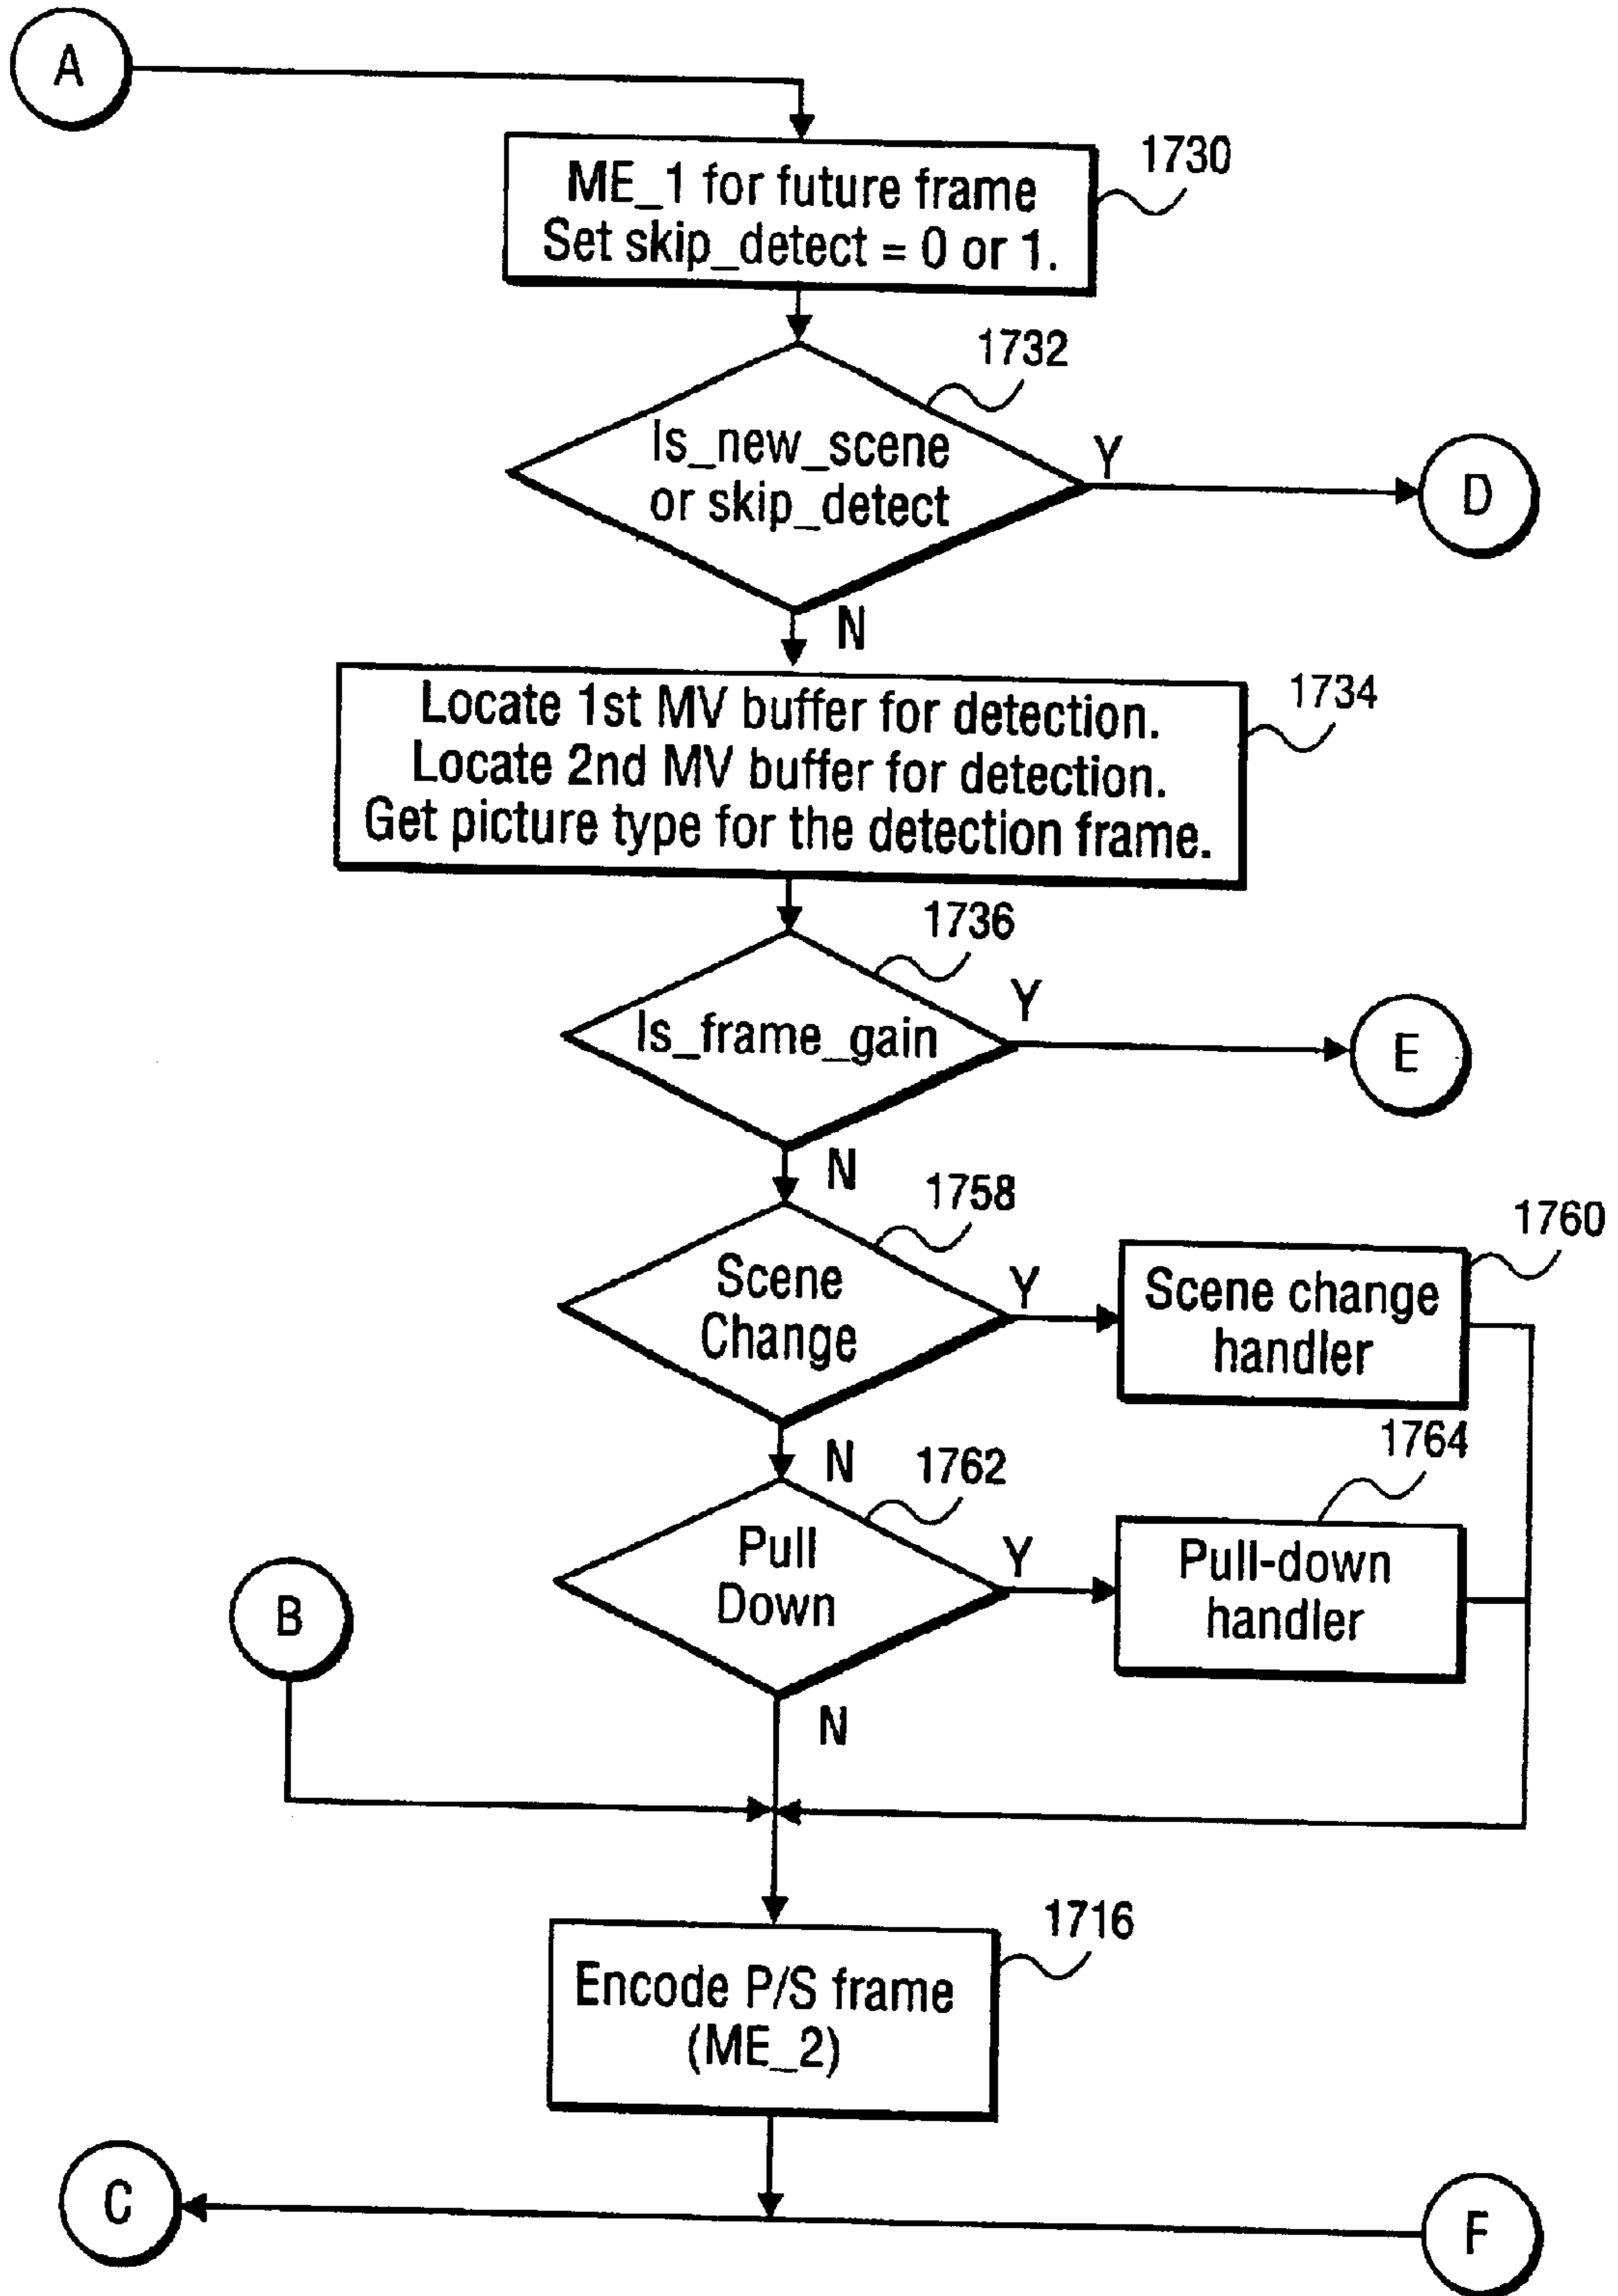 A
1730
ME_1 for future frame
Set skip_detect = 0 or 1.
1732
Is_new_scene
or skip_detect
Y
D
N
1734
Locate 1st MV buffer for detection.
Locate 2nd MV buffer for detection.
Get picture type for the detection frame.
1736
Is_frame_gain
Y
E
N
1758
Scene
Change
Y
1760
Scene change
handler
N
1762
Pull
Down
Y
1764
Pull-down
handler
B
N
1716
Encode P/S frame
(ME_2)
C
F